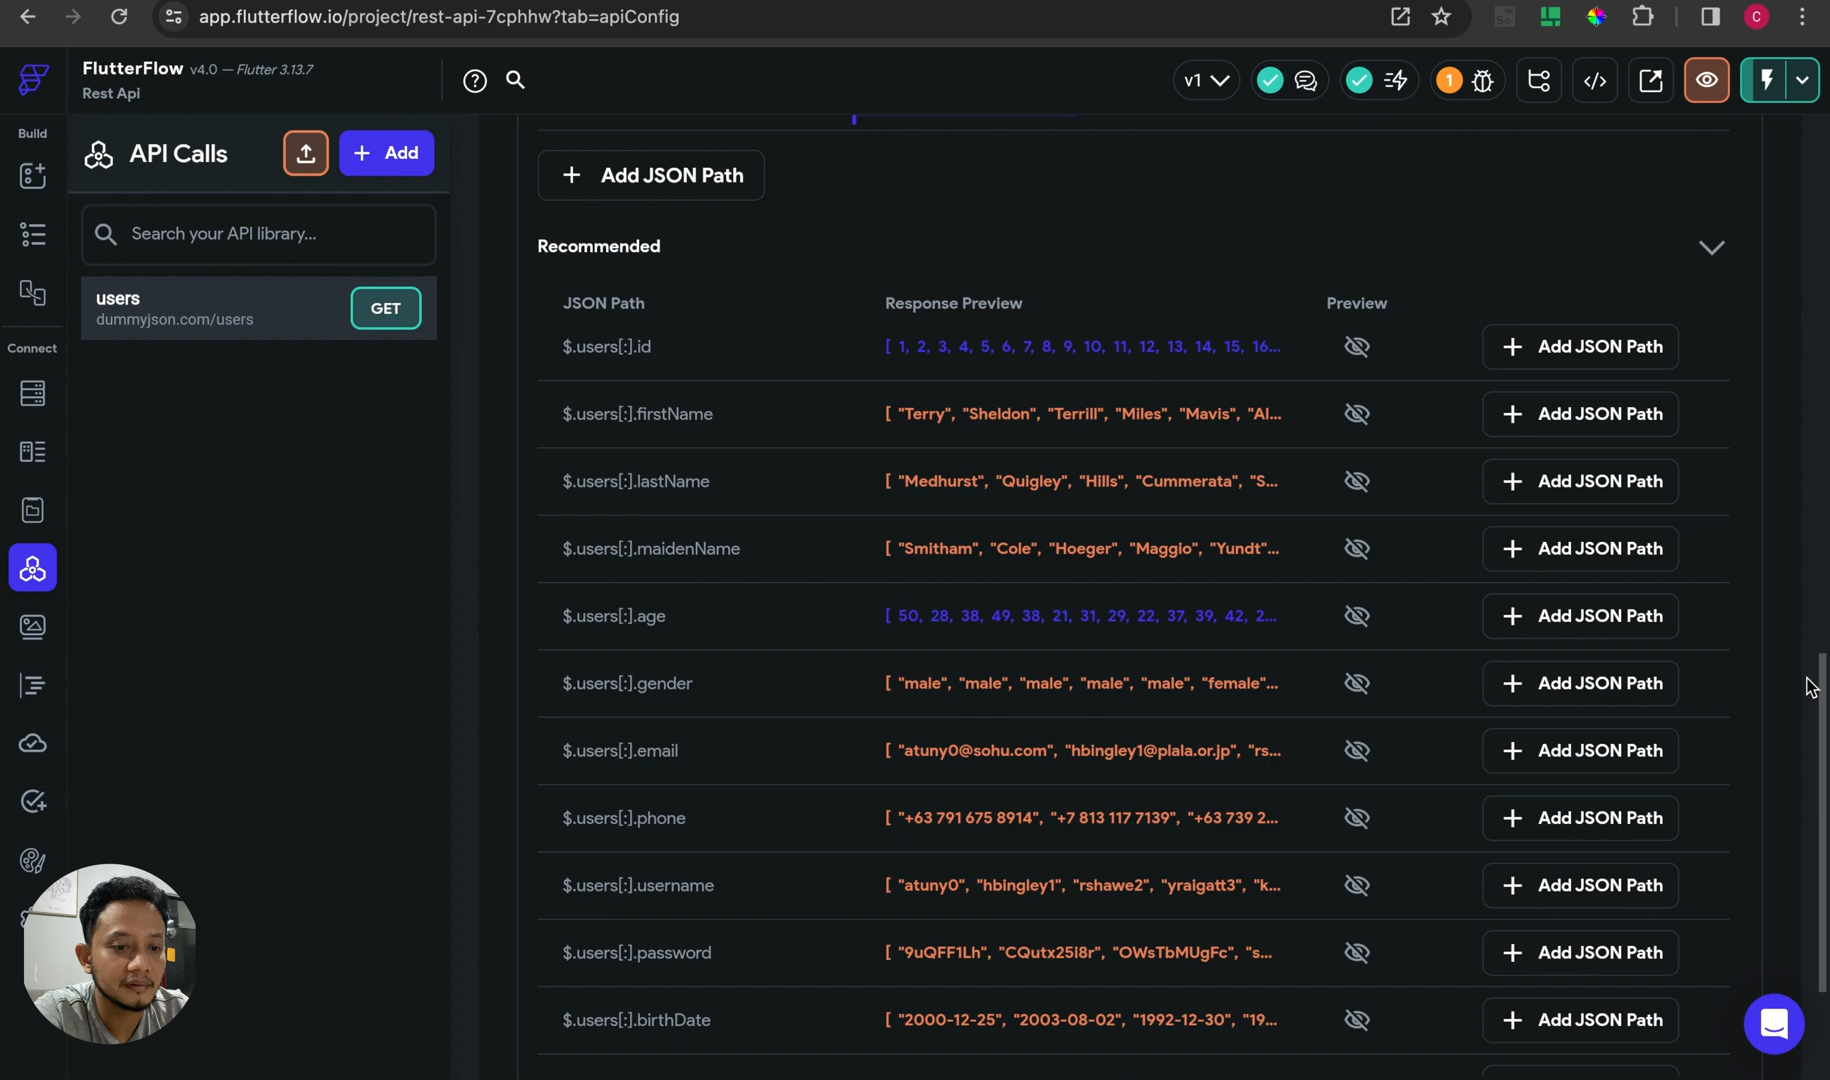 app.flutterflow.io/project/rest-api-7cphhw?tab=apiConfig
C
FlutterFlow v4.0 — Flutter 3.13.7
Rest Api
v1
1
Build
Connect
API Calls
+ Add
Search your API library...
users
dummyjson.com/users
GET
+ Add JSON Path
Recommended
JSON Path Response Preview Preview
$.users[:].id [ 1, 2, 3, 4, 5, 6, 7, 8, 9, 10, 11, 12, 13, 14, 15, 16... + Add JSON Path
$.users[:].firstName [ "Terry", "Sheldon", "Terrill", "Miles", "Mavis", "Al... + Add JSON Path
$.users[:].lastName [ "Medhurst", "Quigley", "Hills", "Cummerata", "S... + Add JSON Path
$.users[:].maidenName [ "Smitham", "Cole", "Hoeger", "Maggio", "Yundt"... + Add JSON Path
$.users[:].age [ 50, 28, 38, 49, 38, 21, 31, 29, 22, 37, 39, 42, 2... + Add JSON Path
$.users[:].gender [ "male", "male", "male", "male", "male", "female"... + Add JSON Path
$.users[:].email [ "atuny0@sohu.com", "hbingley1@plala.or.jp", "rs... + Add JSON Path
$.users[:].phone [ "+63 791 675 8914", "+7 813 117 7139", "+63 739 2... + Add JSON Path
$.users[:].username [ "atuny0", "hbingley1", "rshawe2", "yraigatt3", "k... + Add JSON Path
$.users[:].password [ "9uQFF1Lh", "CQutx25i8r", "OWsTbMUgFc", "s... + Add JSON Path
$.users[:].birthDate [ "2000-12-25", "2003-08-02", "1992-12-30", "19... + Add JSON Path